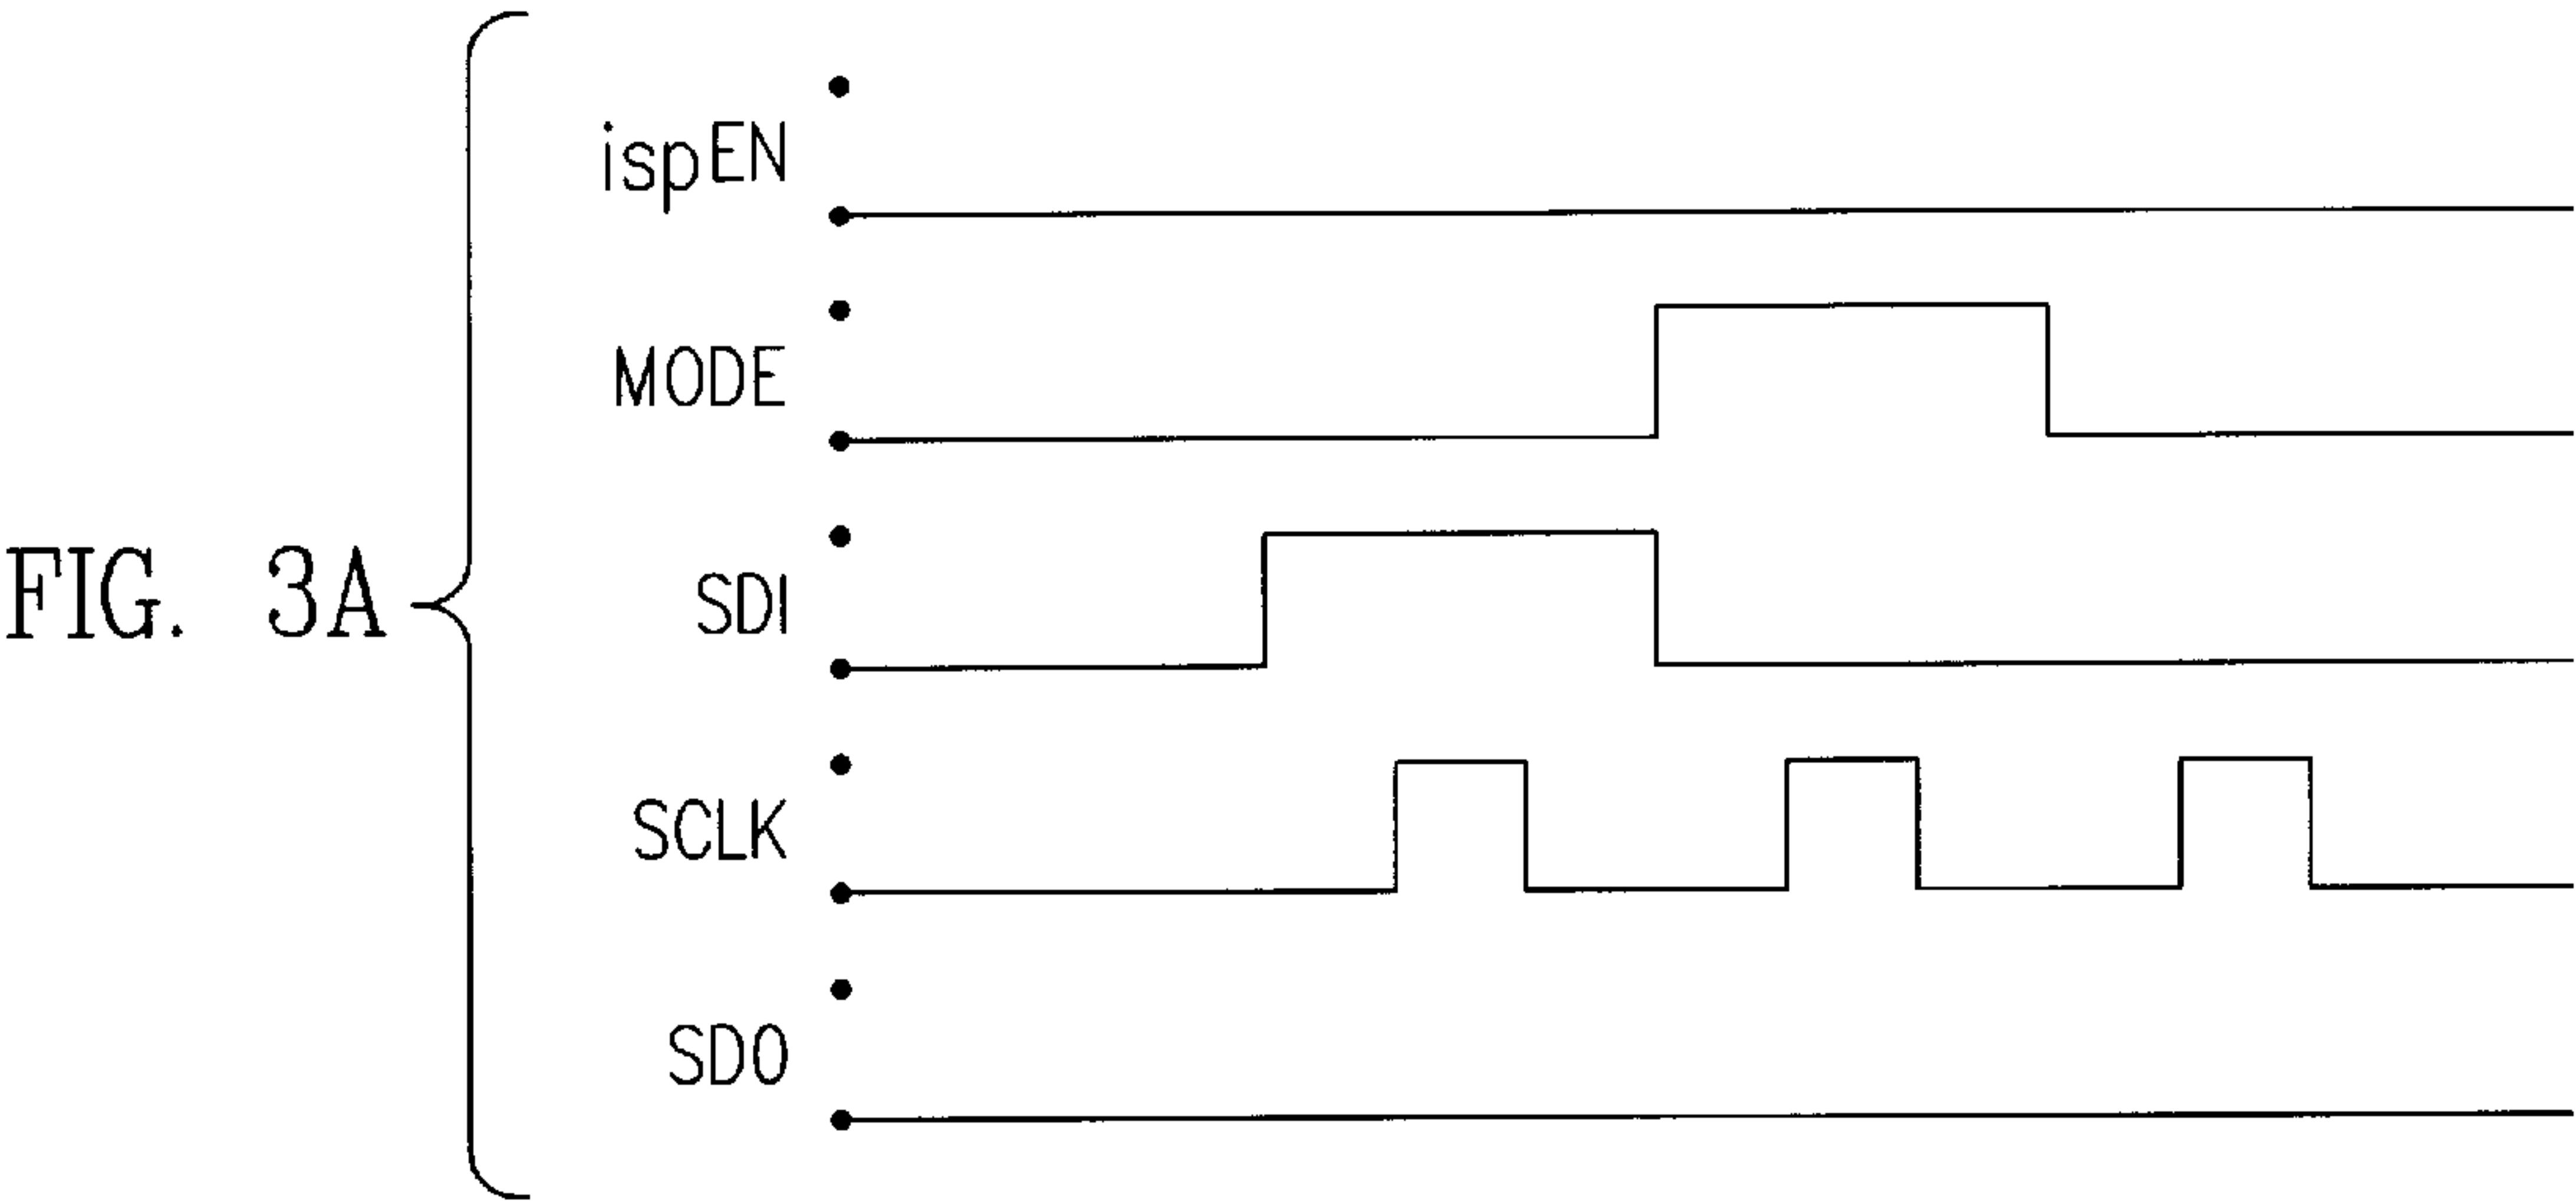 ispEN
MODE
FIG. 3A
SDI
SCLK
SDO